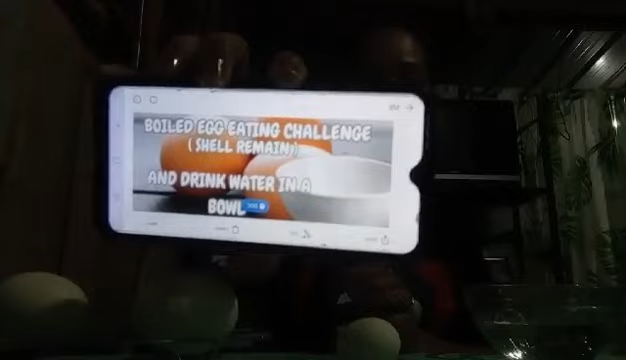 BOILED EGG EATING CHALLENGE
( SHELL REMAIN )
AND DRINK WATER IN A
BOWL